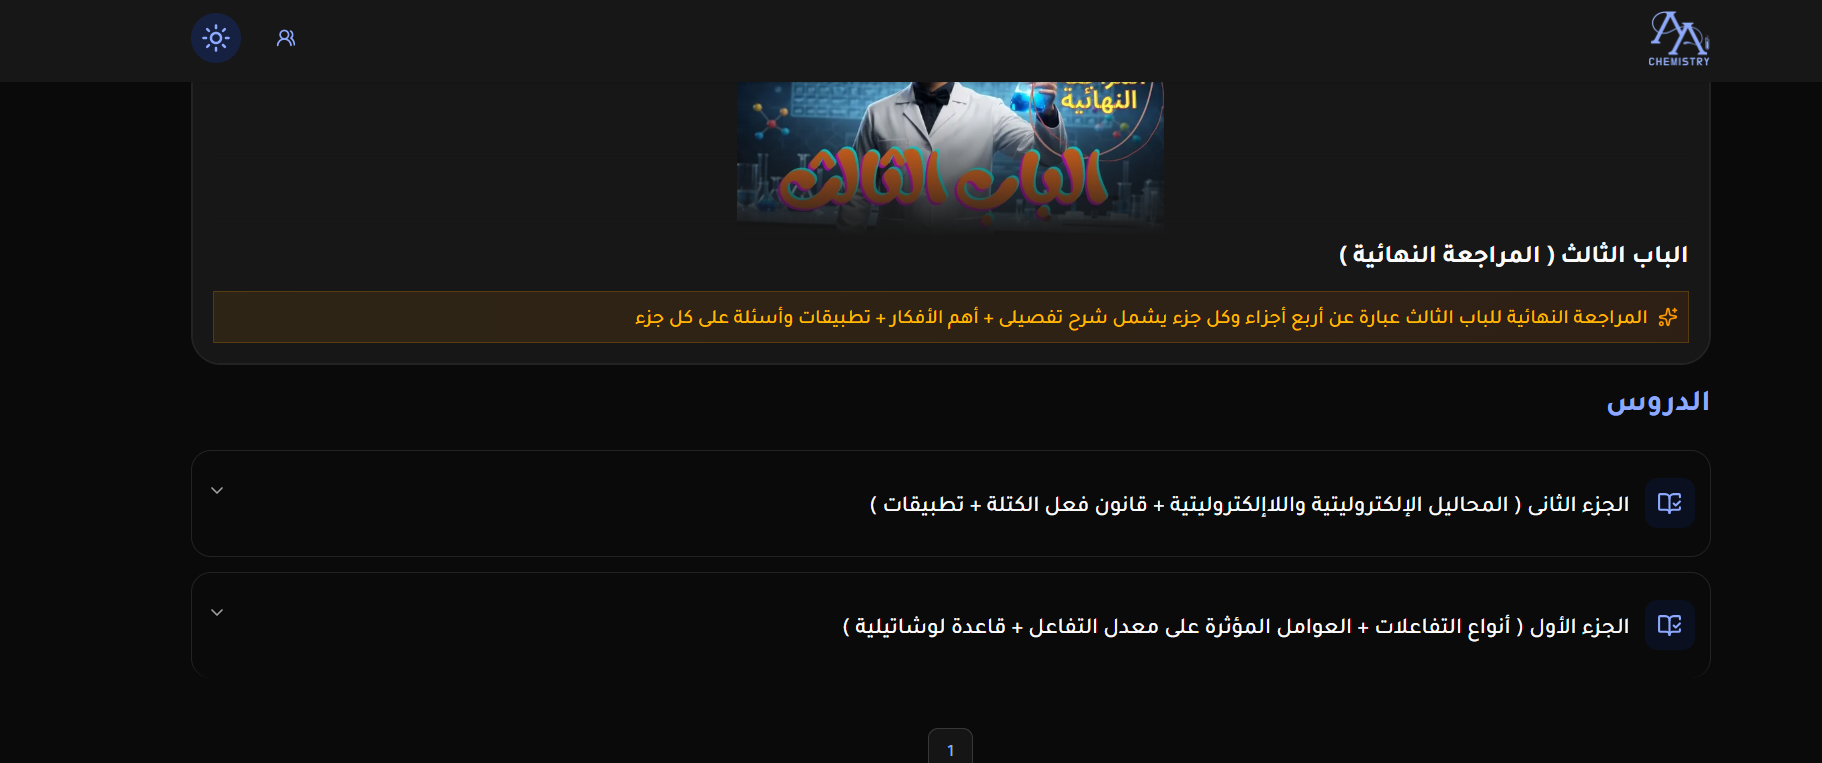 AA
CHEMISTRY
النهائية
الباب الثالث
الباب الثالث ( المراجعة النهائية )
المراجعة النهائية للباب الثالث عبارة عن أربع أجزاء وكل جزء يشمل شرح تفصيلى + أهم الأفكار + تطبيقات وأسئلة على كل جزء
الدروس
الجزء الثانى ( المحاليل الإلكتروليتية واللاإلكتروليتية + قانون فعل الكتلة + تطبيقات )
الجزء الأول ( أنواع التفاعلات + العوامل المؤثرة على معدل التفاعل + قاعدة لوشاتيلية )
1